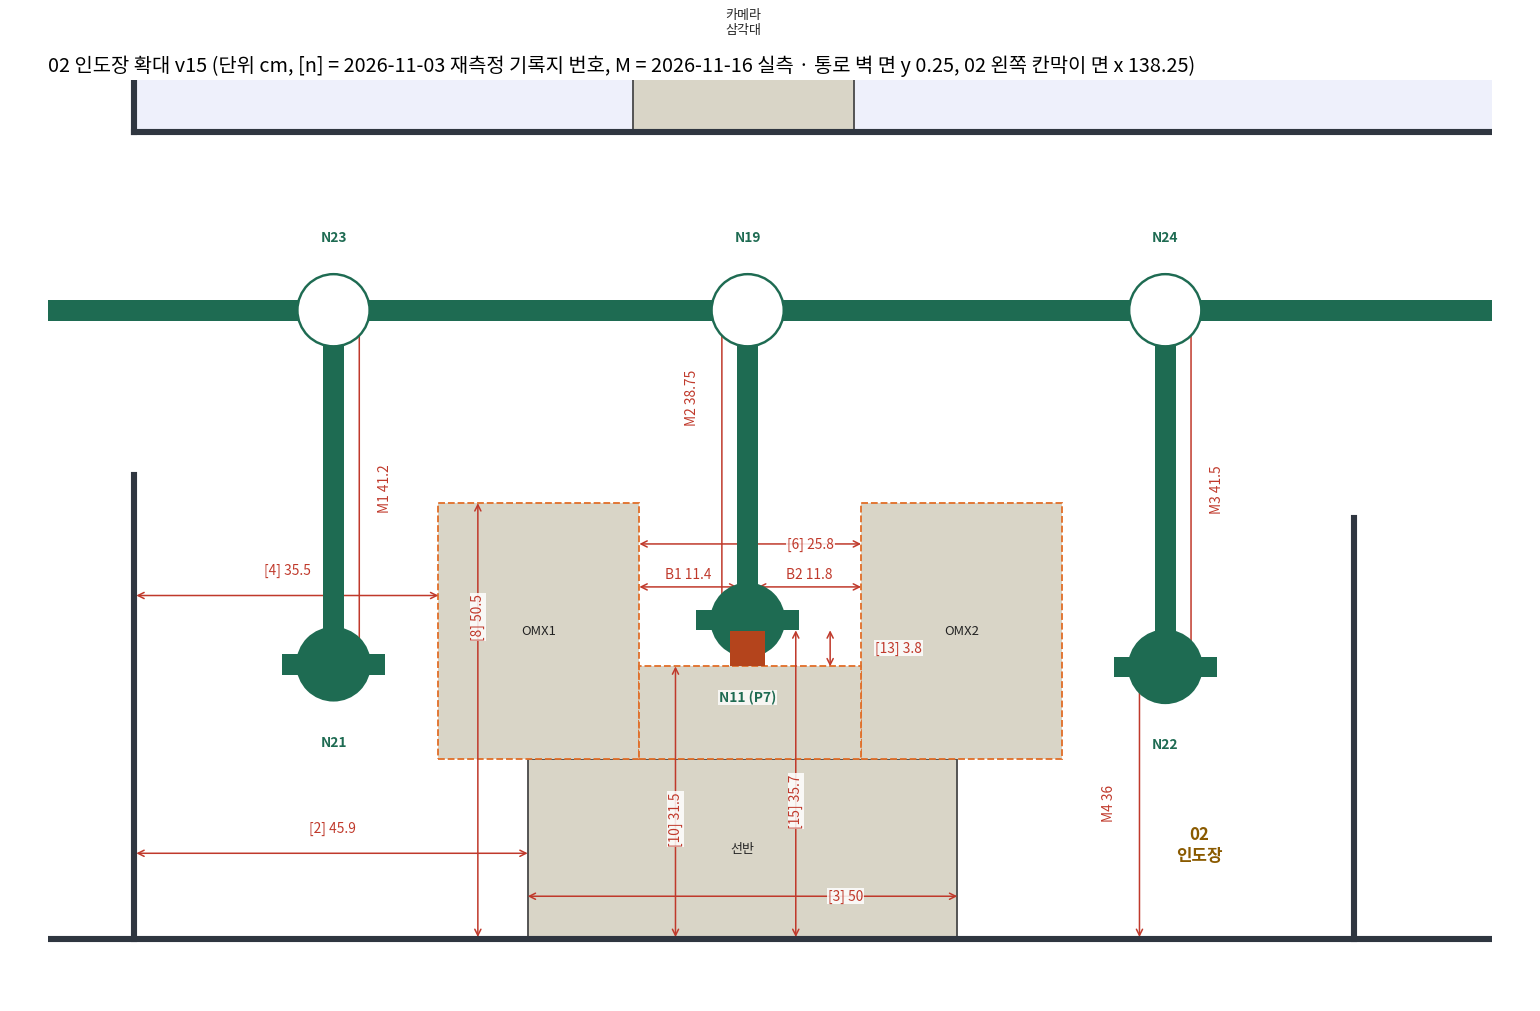 카메라
삼각대
02 인도장 확대 v15 (단위 cm, [n] = 2026-11-03 재측정 기록지 번호, M = 2026-11-16 실측 · 통로 벽 면 y 0.25, 02 왼쪽 칸막이 면 x 138.25)
N23
N19
N24
M2 38.75
M1 41.2
M3 41.5
[6] 25.8
[4] 35.5
B1 11.4
B2 11.8
[8] 50.5
OMX1
OMX2
[13] 3.8
N11 (P7)
N21
N22
[10] 31.5
[15] 35.7
M4 36
[2] 45.9
선반
02
인도장
[3] 50